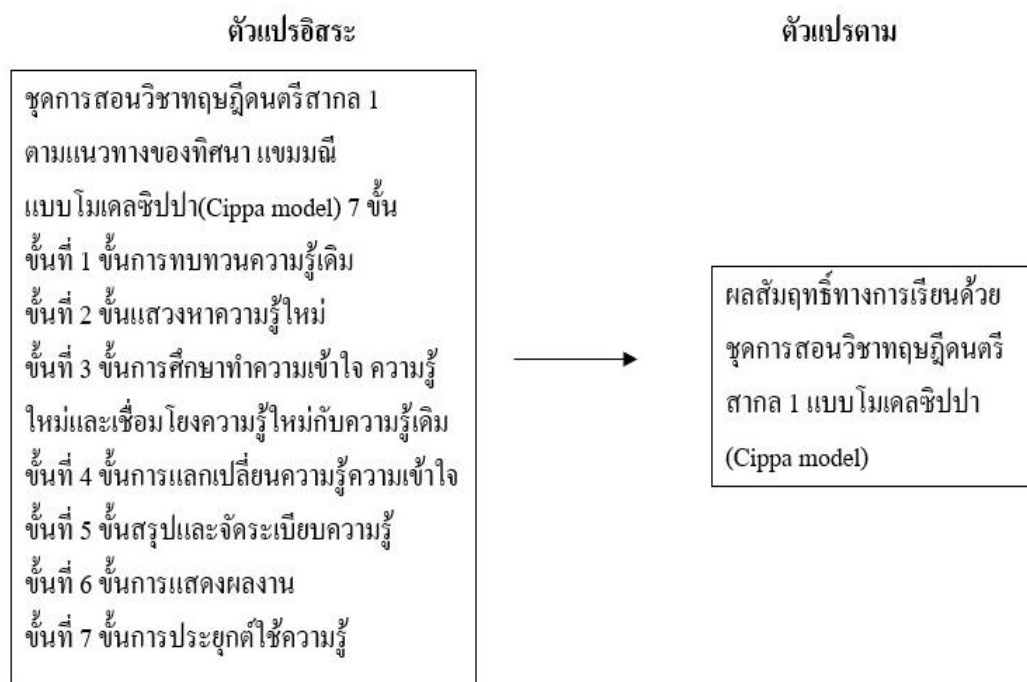 ตัวแปรอิสระ
ตัวแปรตาม
ชุดการสอนวิชาทฤษฎีดนตรีสากล 1
ตามแนวทางของทิศนา แขมมณี
แบบโมเดลซิปปา(Cippa model) 7 ขั้น
ขั้นที่ 1 ขั้นการทบทวนความรู้เดิม
ขั้นที่ 2 ขั้นแสวงหาความรู้ใหม่
ขั้นที่ 3 ขั้นการศึกษาทำความเข้าใจ ความรู้
ใหม่และเชื่อมโยงความรู้ใหม่กับความรู้เดิม
ขั้นที่ 4 ขั้นการแลกเปลี่ยนความรู้ความเข้าใจ
ขั้นที่ 5 ขั้นสรุปและจัดระเบียบความรู้
ขั้นที่ 6 ขั้นการแสดงผลงาน
ขั้นที่ 7 ขั้นการประยุกต์ใช้ความรู้
ผลสัมฤทธิ์ทางการเรียนด้วย
ชุดการสอนวิชาทฤษฎีดนตรี
สากล 1 แบบโมเดลซิปปา
(Cippa model)